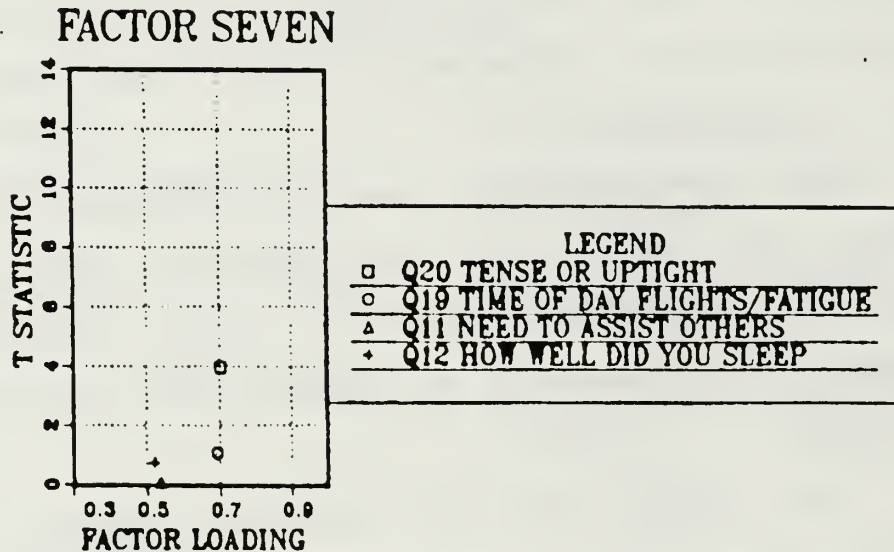 FACTOR SEVEN
14
12
10
8
6
4
2
0
T STATISTIC
0.3 0.5 0.7 0.9
FACTOR LOADING
LEGEND
Q20 TENSE OR UPTIGHT
Q19 TIME OF DAY FLIGHTS/FATIGUE
Q11 NEED TO ASSIST OTHERS
Q12 HOW WELL DID YOU SLEEP